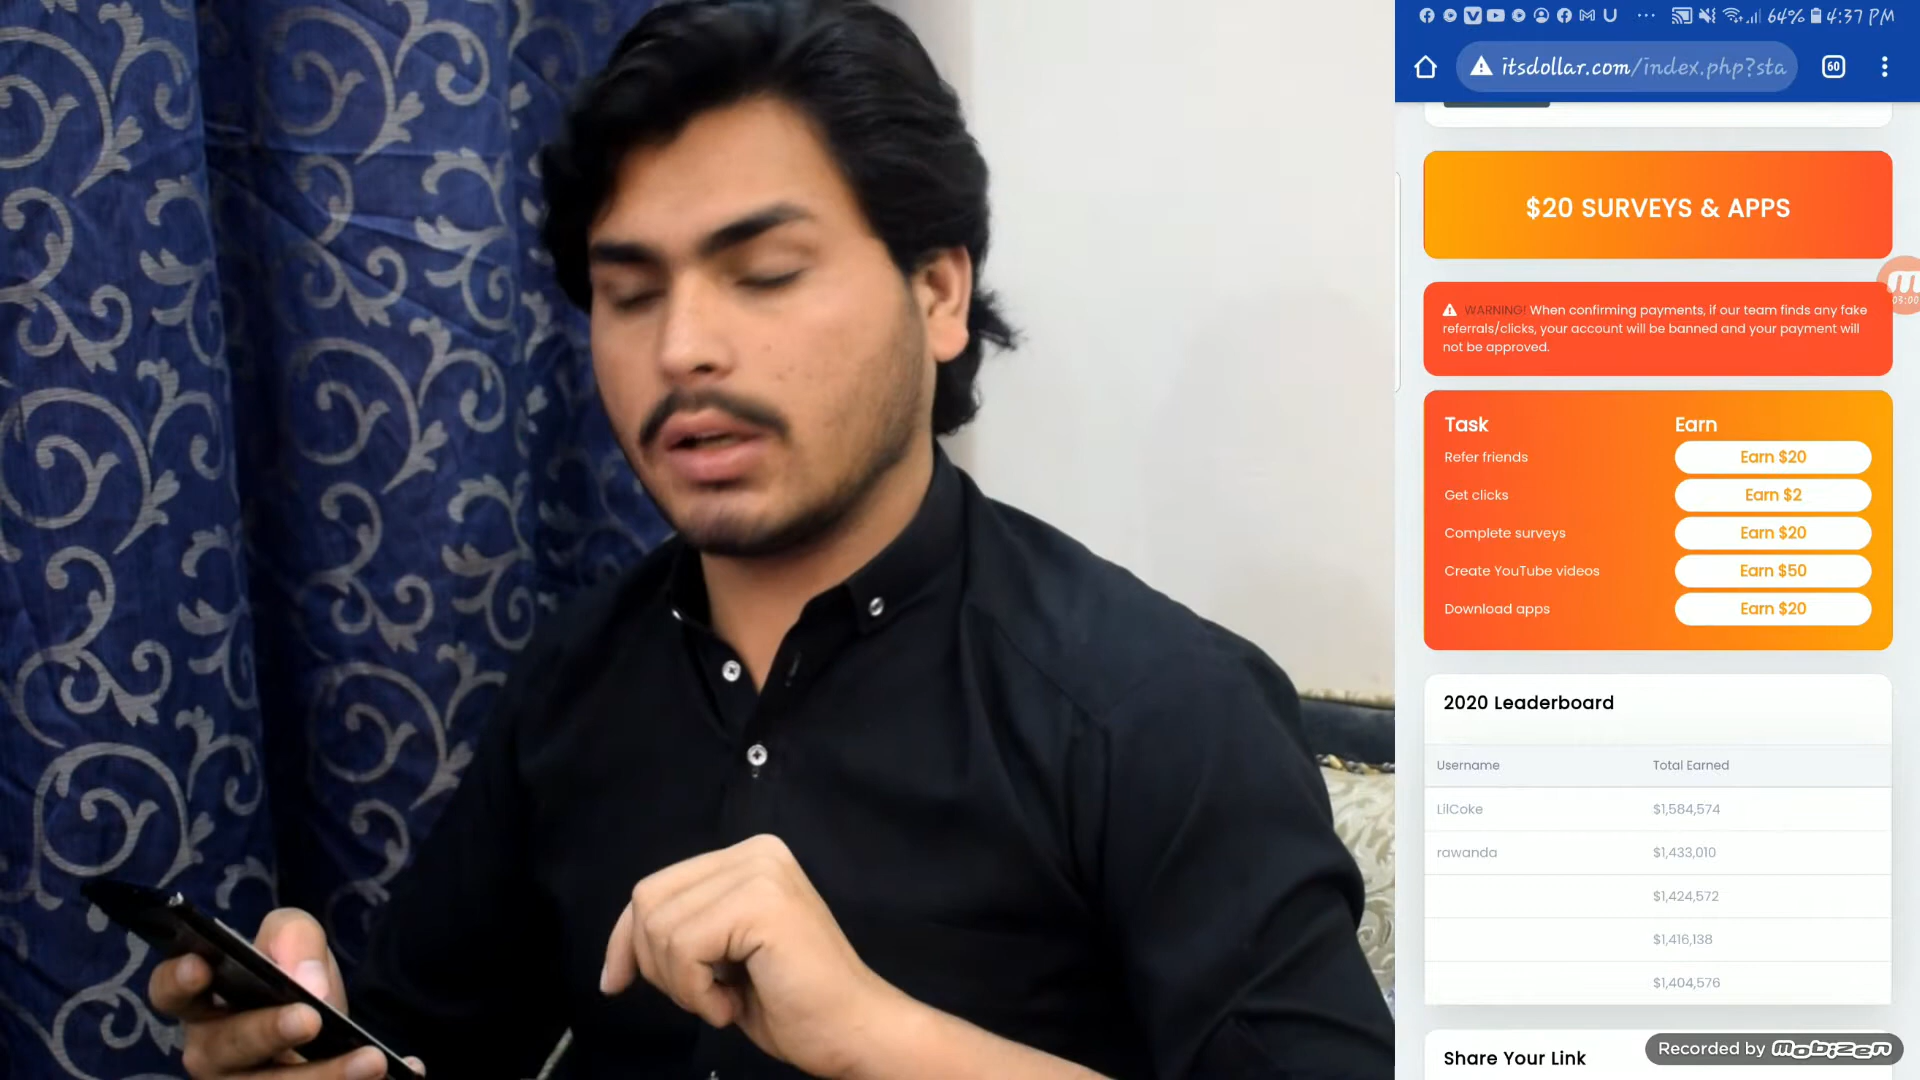 64% 4:37 PM
itsdollar.com/index.php?sta
60
$20 SURVEYS & APPS
WARNING! When confirming payments, if our team finds any fake
referrals/clicks, your account will be banned and your payment will
not be approved.
03:00
Task Earn
Refer friends Earn $20
Get clicks Earn $2
Complete surveys Earn $20
Create YouTube videos Earn $50
Download apps Earn $20
2020 Leaderboard
Username Total Earned
LilCoke $1,584,574
rawanda $1,433,010
$1,424,572
$1,416,138
$1,404,576
Share Your Link
Recorded by mobizen